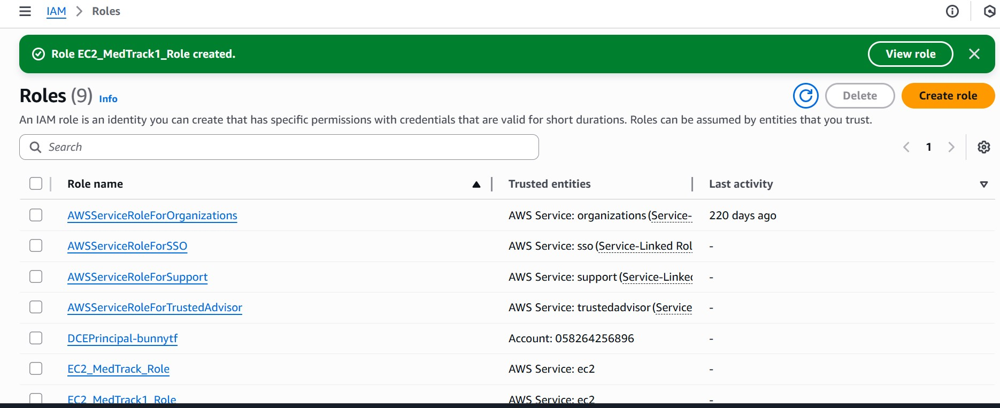 IAM > Roles
Role EC2_MedTrack1_Role created.
View role
Roles (9) Info
Delete
Create role
An IAM role is an identity you can create that has specific permissions with credentials that are valid for short durations. Roles can be assumed by entities that you trust.
Search
1
Role name Trusted entities Last activity
AWSServiceRoleForOrganizations AWS Service: organizations (Service- 220 days ago
AWSServiceRoleForSSO AWS Service: sso (Service-Linked Rol -
AWSServiceRoleForSupport AWS Service: support (Service-Linked -
AWSServiceRoleForTrustedAdvisor AWS Service: trustedadvisor (Service -
DCEPrincipal-bunnytf Account: 058264256896 -
EC2_MedTrack_Role AWS Service: ec2 -
EC2_MedTrack1_Role AWS Service: ec2 -